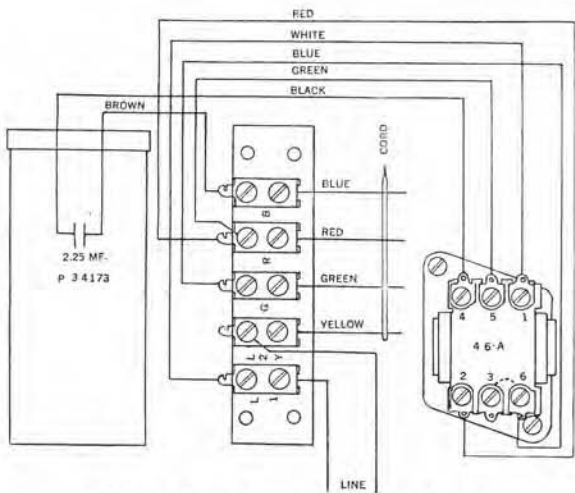 RED
WHITE
BLUE
GREEN
BLACK
BROWN
CORD
2.25 MF.
P 34173
B BLUE
R RED
G GREEN
L 2 Y YELLOW
L 1
4 5 1
46-A
2 3 6
LINE